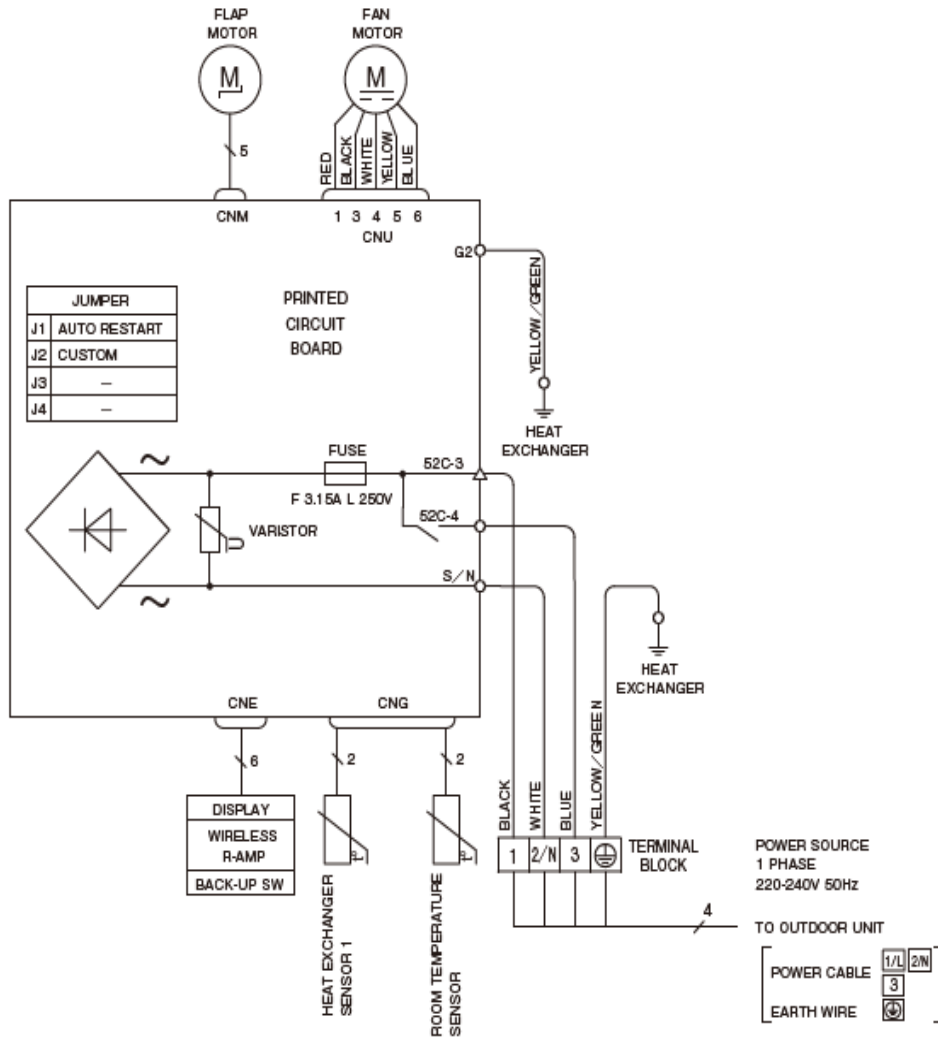 FLAP
MOTOR
FAN
MOTOR
M
M
5
RED
BLACK
WHITE
YELLOW
BLUE
CNM
1 3 4 5 6
CNU
G2
YELLOW/GREEN
HEAT
EXCHANGER
JUMPER
J1 AUTO RESTART
J2 CUSTOM
J3 –
J4 –
PRINTED
CIRCUIT
BOARD
FUSE
F 3.15A L 250V
52C-3
52C-4
VARISTOR
S/N
HEAT
EXCHANGER
CNE
CNG
6
2
2
DISPLAY
WIRELESS
R-AMP
BACK-UP SW
HEAT EXCHANGER
SENSOR 1
ROOM TEMPERATURE
SENSOR
BLACK
WHITE
BLUE
YELLOW/GREEN
1 2/N 3
TERMINAL
BLOCK
POWER SOURCE
1 PHASE
220-240V 50Hz
4
TO OUTDOOR UNIT
POWER CABLE 1/L 2/N
3
EARTH WIRE